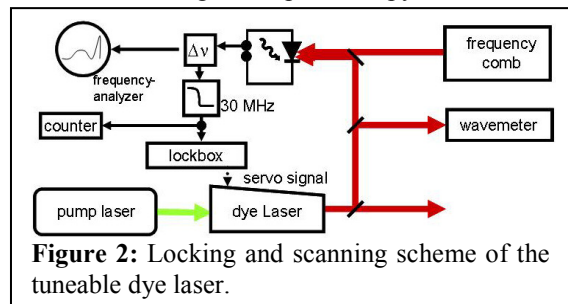 Δν
frequency
comb
frequency-
analyzer
30 MHz
counter
wavemeter
lockbox
servo signal
pump laser
dye Laser
Figure 2: Locking and scanning scheme of the
tuneable dye laser.